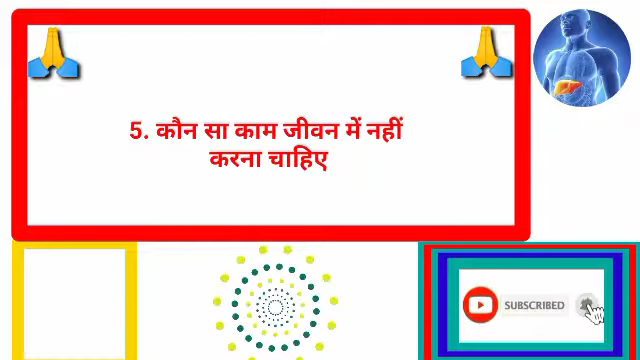 5. कौन सा काम जीवन में नहीं
करना चाहिए
SUBSCRIBED